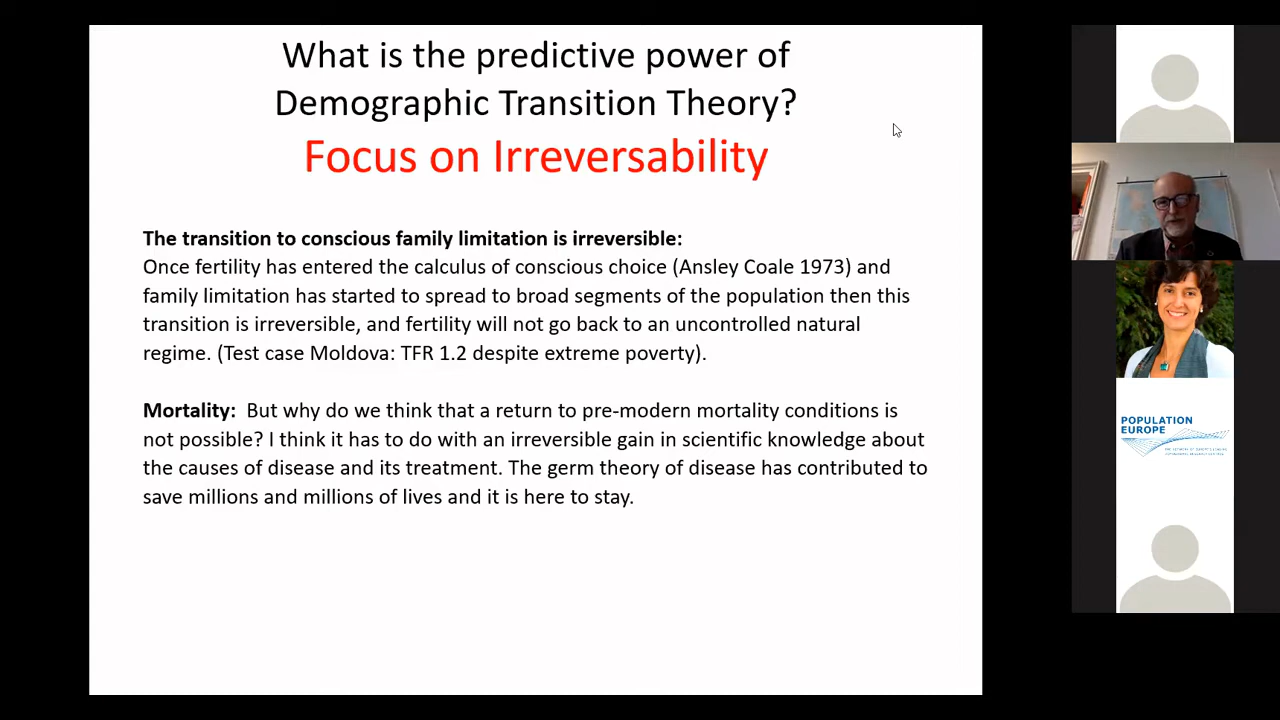 What is the predictive power of
Demographic Transition Theory?
Focus on Irreversability
The transition to conscious family limitation is irreversible:
Once fertility has entered the calculus of conscious choice (Ansley Coale 1973) and
family limitation has started to spread to broad segments of the population then this
transition is irreversible, and fertility will not go back to an uncontrolled natural
regime. (Test case Moldova: TFR 1.2 despite extreme poverty).
Mortality:  But why do we think that a return to pre-modern mortality conditions is
not possible? I think it has to do with an irreversible gain in scientific knowledge about
the causes of disease and its treatment. The germ theory of disease has contributed to
save millions and millions of lives and it is here to stay.
POPULATION
EUROPE